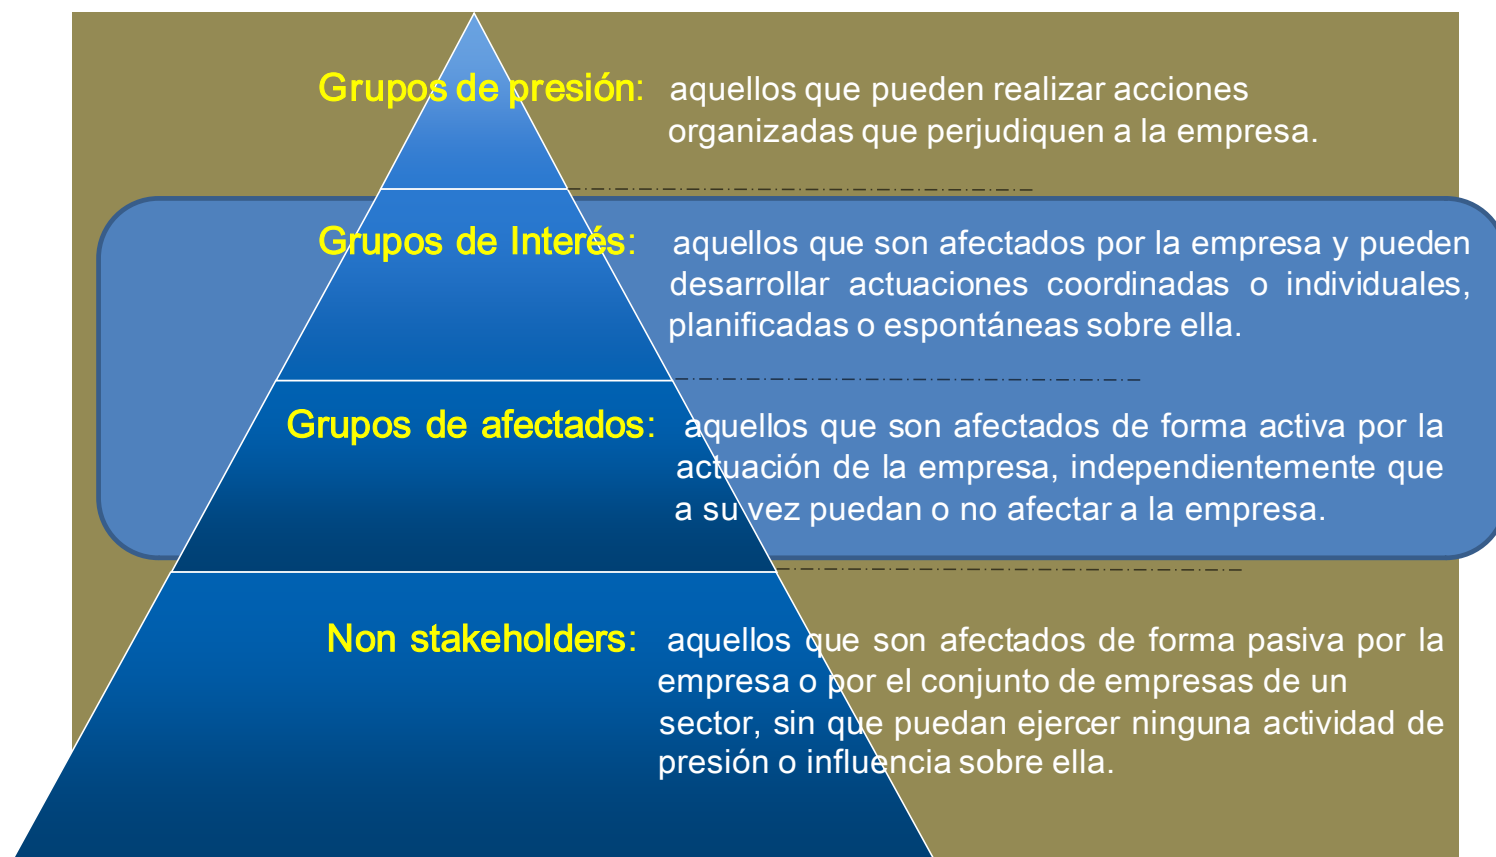 Grupos de presión: aquellos que pueden realizar acciones
organizadas que perjudiquen a la empresa.
Grupos de Interés: aquellos que son afectados por la empresa y pueden
desarrollar actuaciones coordinadas o individuales,
planificadas o espontáneas sobre ella.
Grupos de afectados: aquellos que son afectados de forma activa por la
actuación de la empresa, independientemente que
a su vez puedan o no afectar a la empresa.
Non stakeholders: aquellos que son afectados de forma pasiva por la
empresa o por el conjunto de empresas de un
sector, sin que puedan ejercer ninguna actividad de
presión o influencia sobre ella.